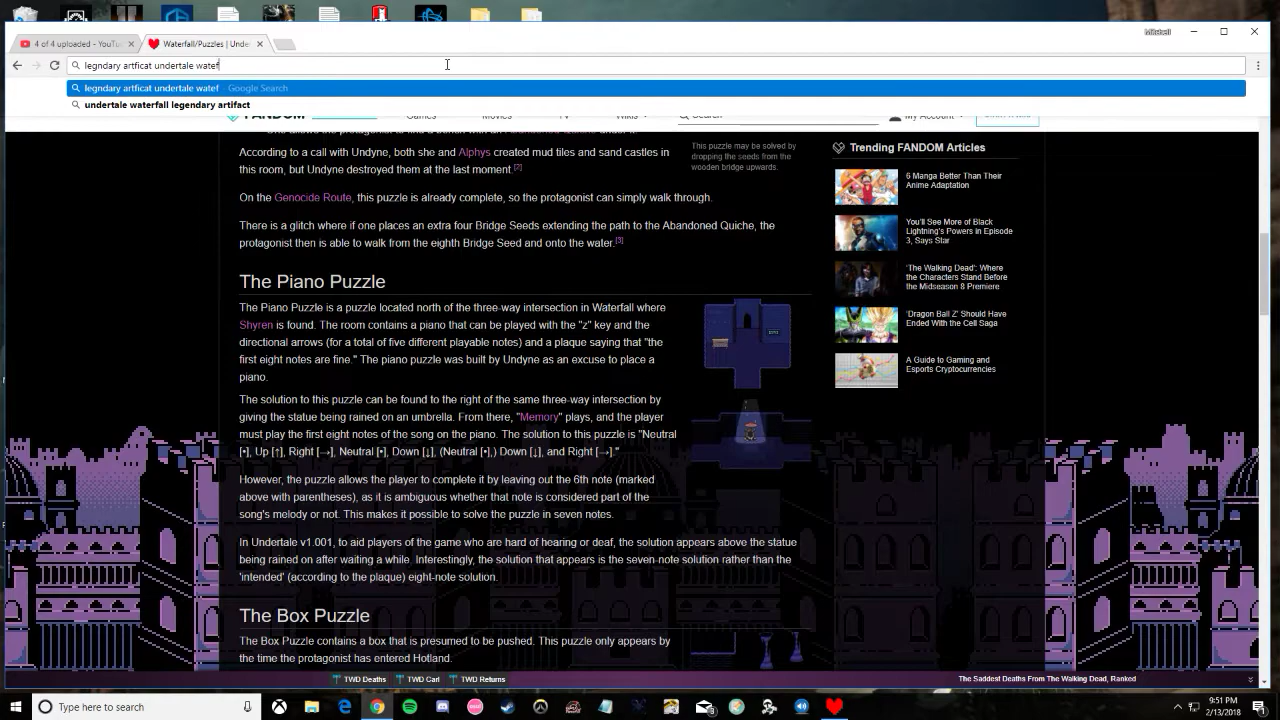 Mitchell
4 of 4 uploaded - YouTu
Waterfall/Puzzles | Unde
legndary artficat undertale watef
legndary artficat undertale watef - Google Search
undertale waterfall legendary artifact
FANDOM Games Movies TV Wikis Search My Account
According to a call with Undyne, both she and Alphys created mud tiles and sand castles in
this room, but Undyne destroyed them at the last moment.[2]
On the Genocide Route, this puzzle is already complete, so the protagonist can simply walk through.
There is a glitch where if one places an extra four Bridge Seeds extending the path to the Abandoned Quiche, the
protagonist then is able to walk from the eighth Bridge Seed and onto the water.[3]
This puzzle may be solved by
dropping the seeds from the
wooden bridge upwards.
The Piano Puzzle
The Piano Puzzle is a puzzle located north of the three-way intersection in Waterfall where
Shyren is found. The room contains a piano that can be played with the "z" key and the
directional arrows (for a total of five different playable notes) and a plaque saying that "the
first eight notes are fine." The piano puzzle was built by Undyne as an excuse to place a
piano.
The solution to this puzzle can be found to the right of the same three-way intersection by
giving the statue being rained on an umbrella. From there, "Memory" plays, and the player
must play the first eight notes of the song on the piano. The solution to this puzzle is "Neutral
[•], Up [↑], Right [→], Neutral [•], Down [↓], (Neutral [•],) Down [↓], and Right [→]."
However, the puzzle allows the player to complete it by leaving out the 6th note (marked
above with parentheses), as it is ambiguous whether that note is considered part of the
song's melody or not. This makes it possible to solve the puzzle in seven notes.
In Undertale v1.001, to aid players of the game who are hard of hearing or deaf, the solution appears above the statue
being rained on after waiting a while. Interestingly, the solution that appears is the seven-note solution rather than the
'intended' (according to the plaque) eight-note solution.
The Box Puzzle
The Box Puzzle contains a box that is presumed to be pushed. This puzzle only appears by
the time the protagonist has entered Hotland.
Trending FANDOM Articles
6 Manga Better Than Their
Anime Adaptation
You'll See More of Black
Lightning's Powers in Episode
3, Says Star
'The Walking Dead': Where
the Characters Stand Before
the Midseason 8 Premiere
'Dragon Ball Z' Should Have
Ended With the Cell Saga
A Guide to Gaming and
Esports Cryptocurrencies
TWD Deaths TWD Carl TWD Returns
The Saddest Deaths From The Walking Dead, Ranked
Type here to search
9:51 PM
2/13/2018